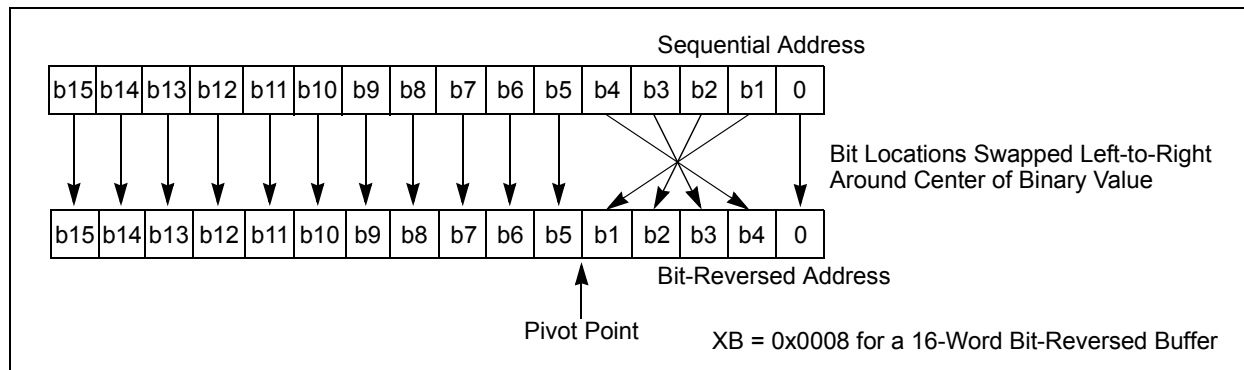 Sequential Address
b15 b14 b13 b12 b11 b10 b9 b8 b7 b6 b5 b4 b3 b2 b1 0
Bit Locations Swapped Left-to-Right
Around Center of Binary Value
b15 b14 b13 b12 b11 b10 b9 b8 b7 b6 b5 b1 b2 b3 b4 0
Bit-Reversed Address
Pivot Point
XB = 0x0008 for a 16-Word Bit-Reversed Buffer